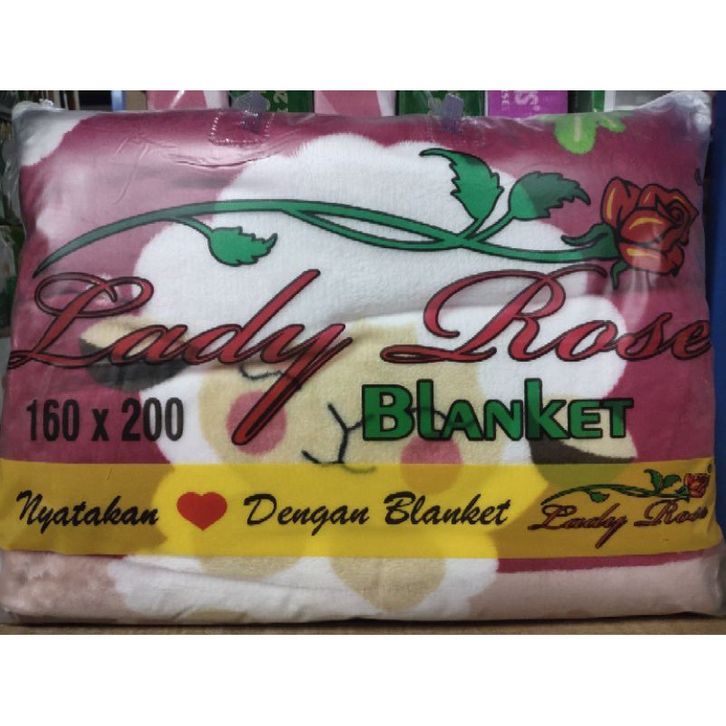 Lady Rose
160 x 200 BLANKET
Nyatakan ❤ Dengan Blanket Lady Rose